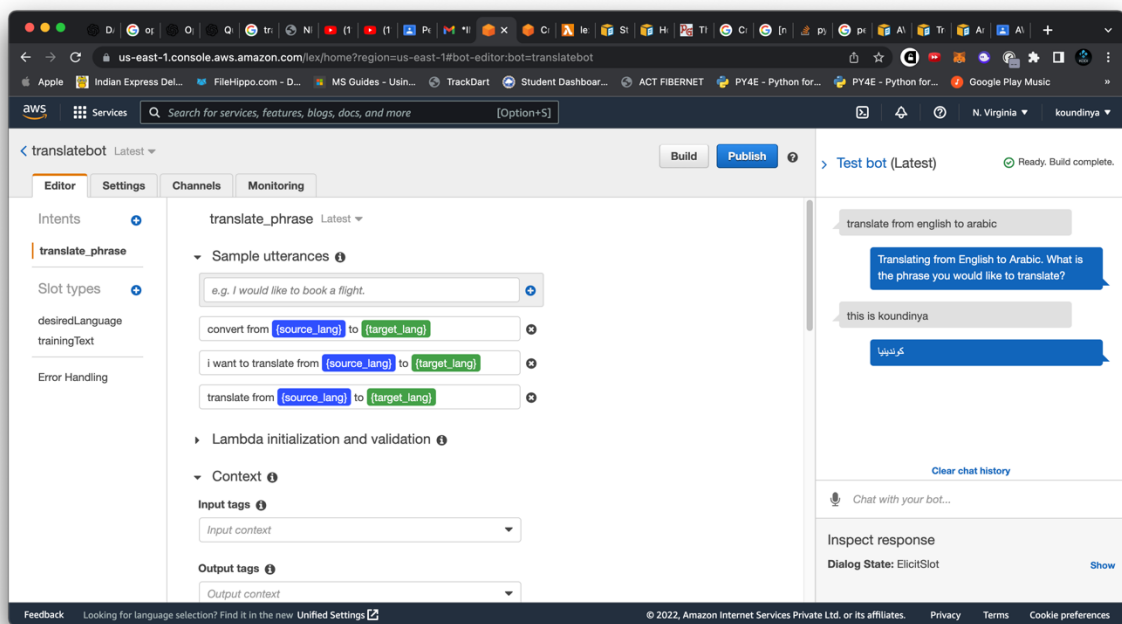 us-east-1.console.aws.amazon.com/lex/home?region=us-east-1#bot-editor:bot=translatebot
Apple Indian Express Del... FileHippo.com - D... MS Guides - Usin... TrackDart Student Dashboar... ACT FIBERNET PY4E - Python for... PY4E - Python for... Google Play Music »
aws Services Search for services, features, blogs, docs, and more [Option+S] N. Virginia koundinya
translatebot Latest
Build Publish
Test bot (Latest) Ready. Build complete.
Editor Settings Channels Monitoring
Intents
translate_phrase
Slot types
desiredLanguage
trainingText
Error Handling
translate_phrase Latest
Sample utterances
e.g. I would like to book a flight.
convert from {source_lang} to {target_lang}
i want to translate from {source_lang} to {target_lang}
translate from {source_lang} to {target_lang}
Lambda initialization and validation
Context
Input tags
Input context
Output tags
Output context
translate from english to arabic
Translating from English to Arabic. What is
the phrase you would like to translate?
this is koundinya
كوندينيا
Clear chat history
Chat with your bot...
Inspect response
Dialog State: ElicitSlot Show
Feedback Looking for language selection? Find it in the new Unified Settings © 2022, Amazon Internet Services Private Ltd. or its affiliates. Privacy Terms Cookie preferences